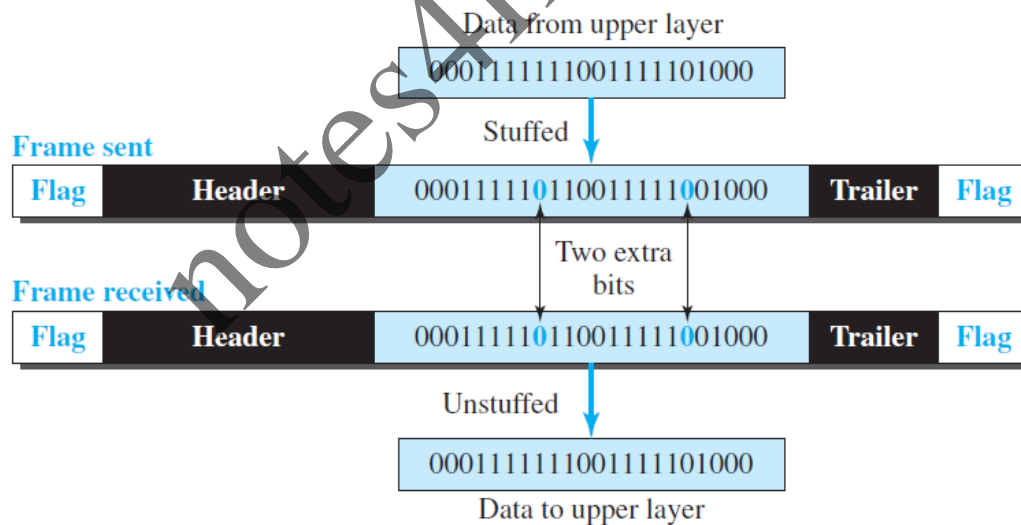 Data from upper layer
0001111111001111101000
Stuffed
Frame sent
Flag Header 000111110110011111001000 Trailer Flag
Two extra
bits
Frame received
Flag Header 000111110110011111001000 Trailer Flag
Unstuffed
0001111111001111101000
Data to upper layer